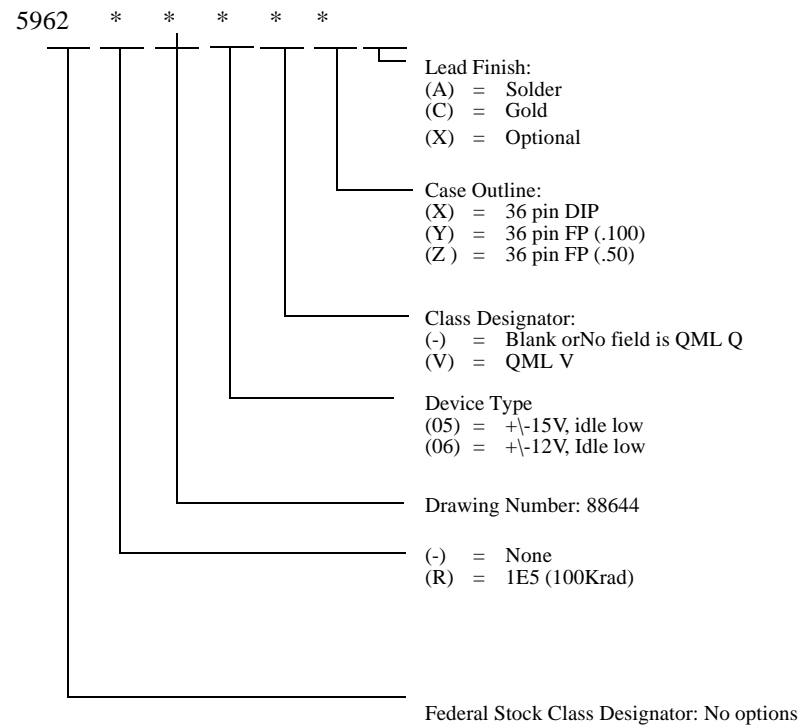 5962 * * * * *
Lead Finish:
(A) = Solder
(C) = Gold
(X) = Optional
Case Outline:
(X) = 36 pin DIP
(Y) = 36 pin FP (.100)
(Z ) = 36 pin FP (.50)
Class Designator:
(-) = Blank orNo field is QML Q
(V) = QML V
Device Type
(05) = +\-15V, idle low
(06) = +\-12V, Idle low
Drawing Number: 88644
(-) = None
(R) = 1E5 (100Krad)
Federal Stock Class Designator: No options